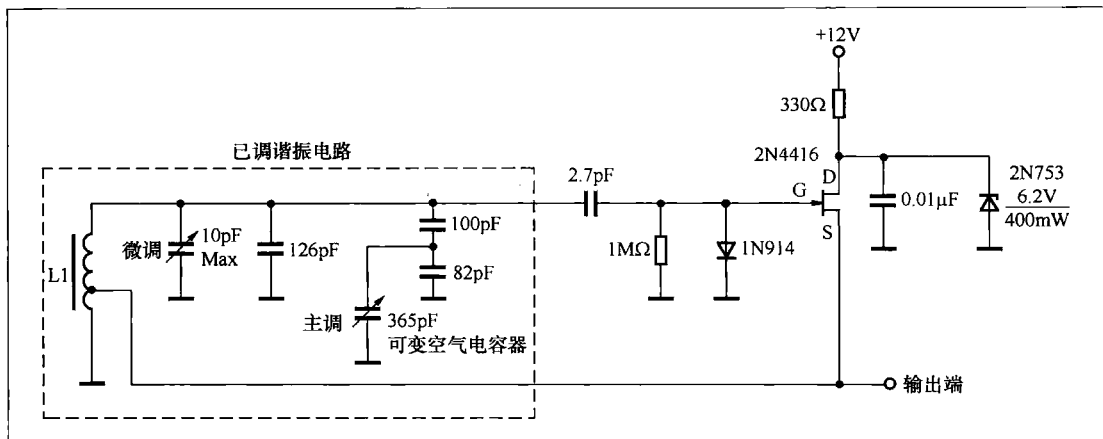 +12V
330Ω
已调谐振电路
2N4416
2.7pF
D
G
S
2N753
6.2V
400mW
0.01μF
100pF
10pF
Max
微调
126pF
1MΩ
1N914
L1
82pF
主调
365pF
可变空气电容器
输出端